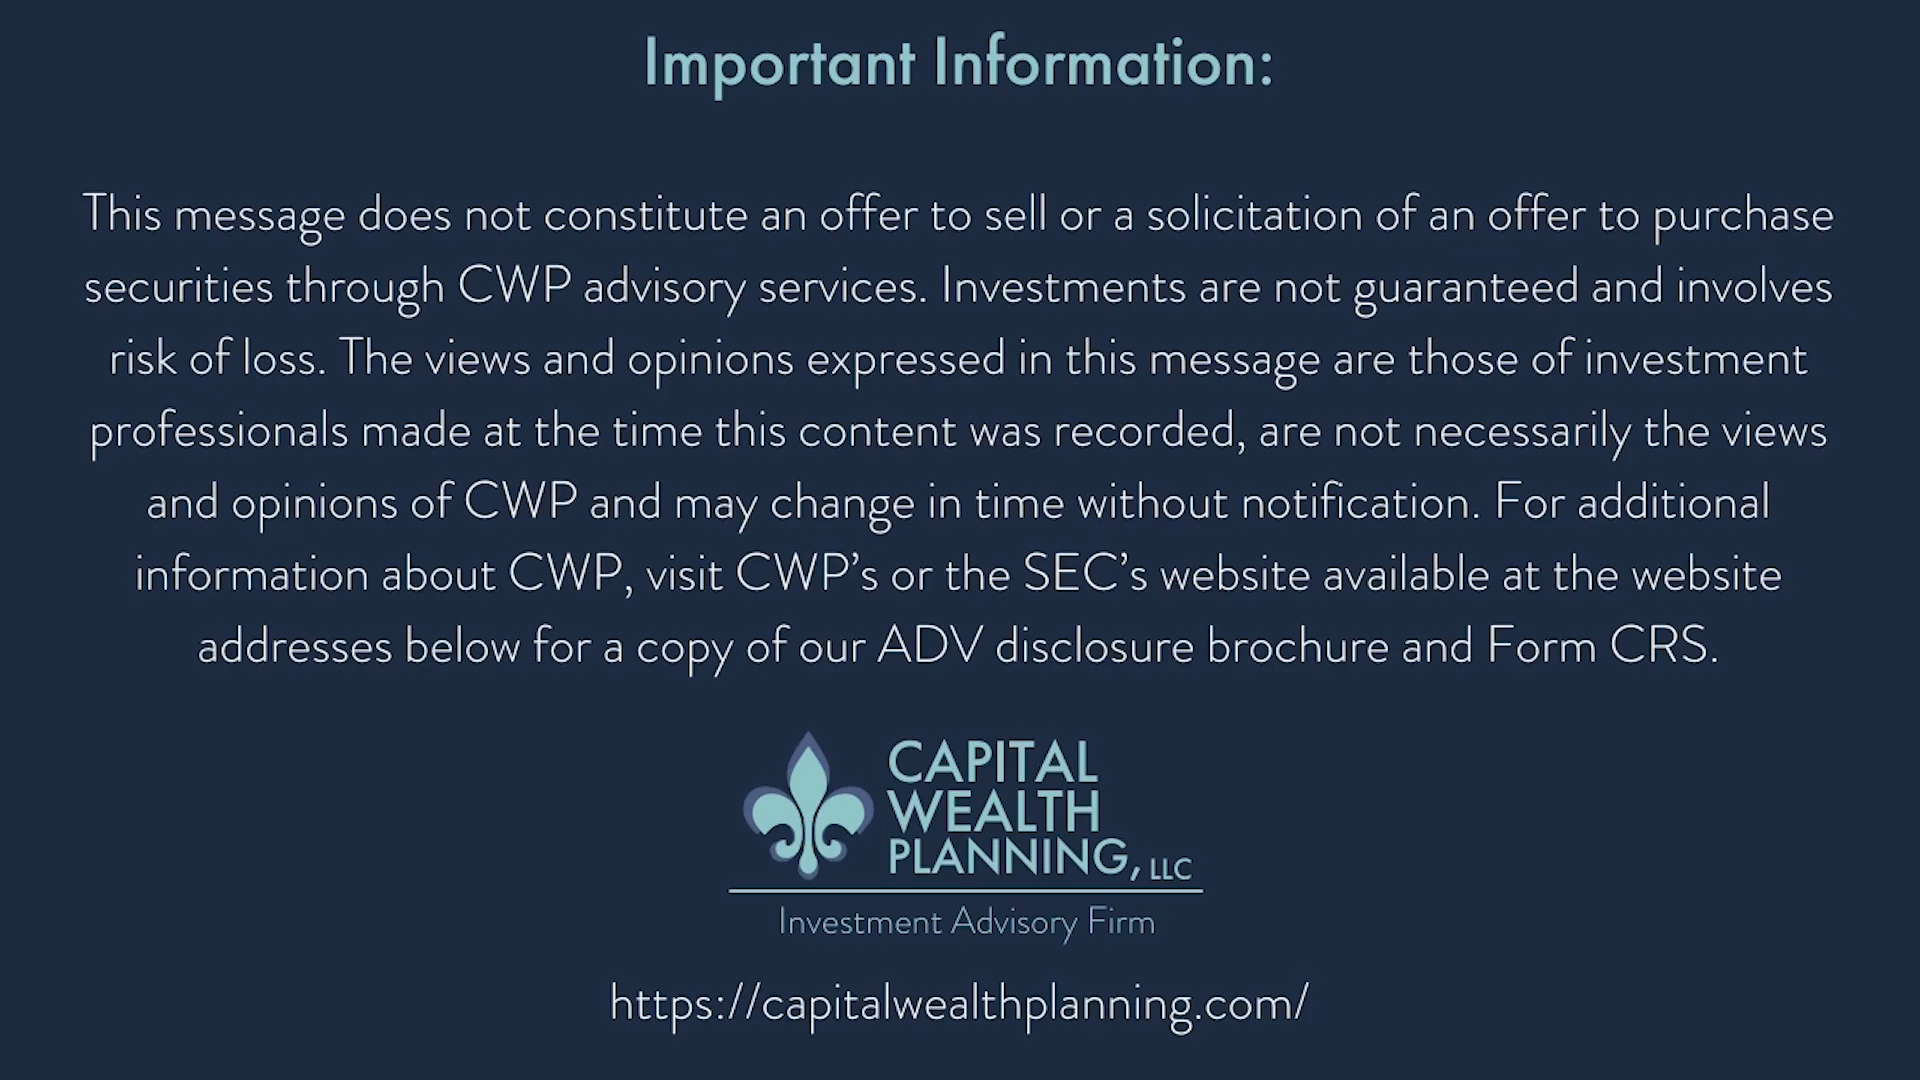 Important Information:
This message does not constitute an offer to sell or a solicitation of an offer to purchase
securities through CWP advisory services. Investments are not guaranteed and involves
risk of loss. The views and opinions expressed in this message are those of investment
professionals made at the time this content was recorded, are not necessarily the views
and opinions of CWP and may change in time without notification. For additional
information about CWP, visit CWP’s or the SEC’s website available at the website
addresses below for a copy of our ADV disclosure brochure and Form CRS.
CAPITAL
WEALTH
PLANNING, LLC
Investment Advisory Firm
https://capitalwealthplanning.com/